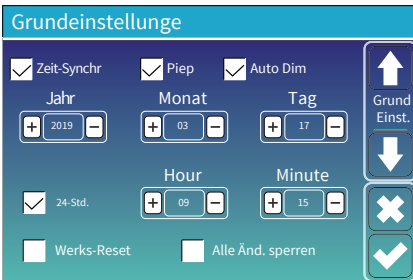 Grundeinstellunge
Zeit-Synchr Piep Auto Dim
Jahr Monat Tag
+ 2019 − + 03 − + 17 −
Grund
Einst.
Hour Minute
24-Std. + 09 − + 15 −
Werks-Reset Alle Änd. sperren